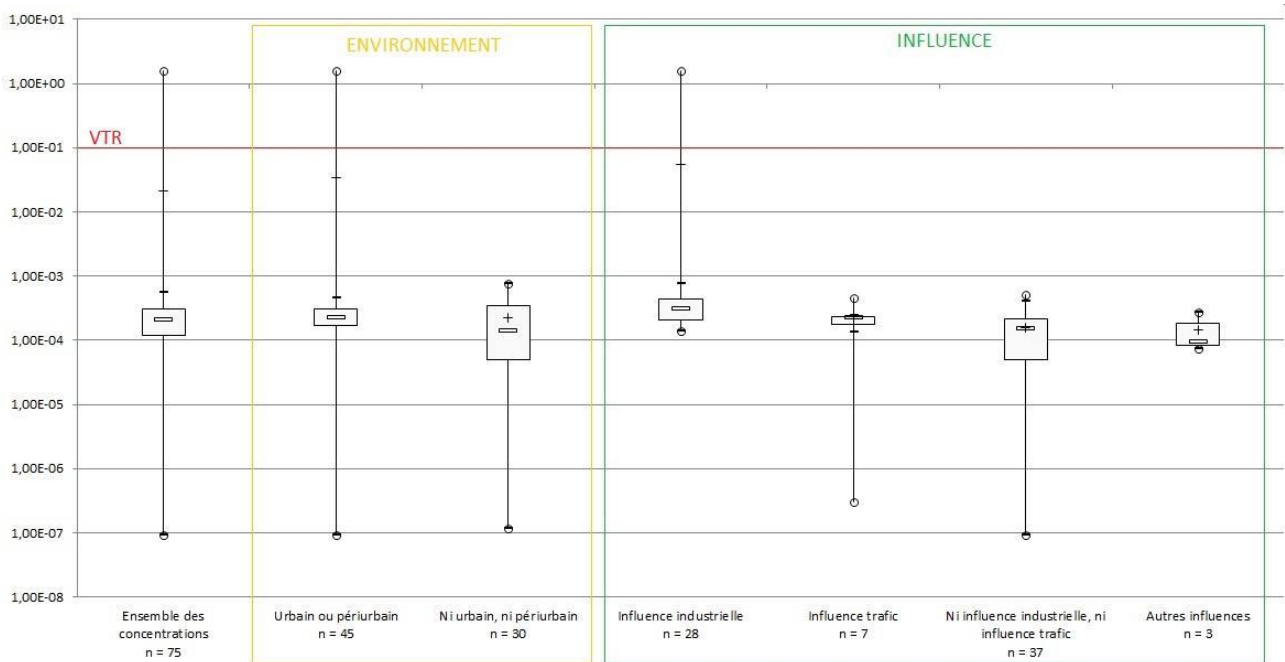 1,00E+01
1,00E+00
1,00E-01
1,00E-02
1,00E-03
1,00E-04
1,00E-05
1,00E-06
1,00E-07
1,00E-08
VTR
ENVIRONNEMENT
INFLUENCE
Ensemble des
concentrations
n = 75
Urbain ou périurbain
n = 45
Ni urbain, ni périurbain
n = 30
Influence industrielle
n = 28
Influence trafic
n = 7
Ni influence industrielle, ni
influence trafic
n = 37
Autres influences
n = 3